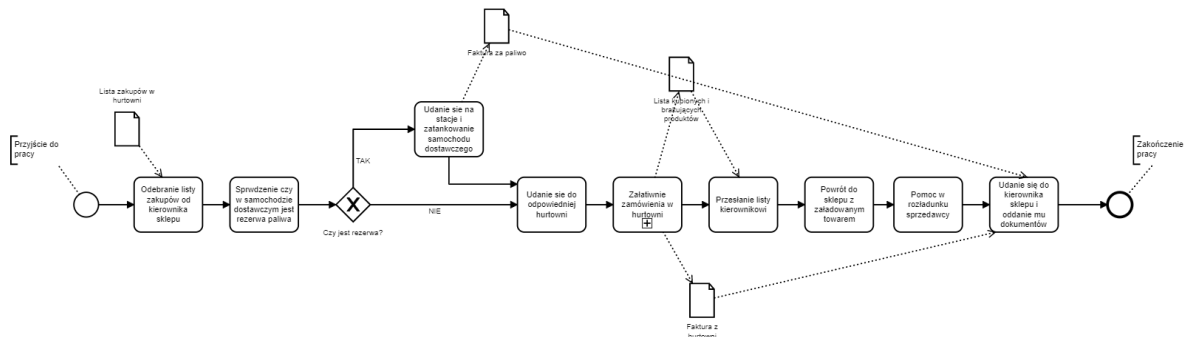 Faktura za paliwo
Lista zakupów w
hurtowni
Lista kupionych i
brakujących
produktów
Udanie sie na
stacje i
zatankowanie
samochodu
dostawczego
Przyjście do
pracy
Zakończenie
pracy
TAK
Odebranie listy
zakupów od
kierownika
sklepu
Sprwdzenie czy
w samochodzie
dostawczym jest
rezerwa paliwa
NIE
Czy jest rezerwa?
Udanie sie do
odpowiedniej
hurtowni
Załatiwnie
zamówienia w
hurtowni
Przesłanie listy
kierownikowi
Powrót do
sklepu z
załadowanym
towarem
Pomoc w
rozładunku
sprzedawcy
Udanie się do
kierownika
sklepu i
oddanie mu
dokumentów
Faktura z
hurtowni